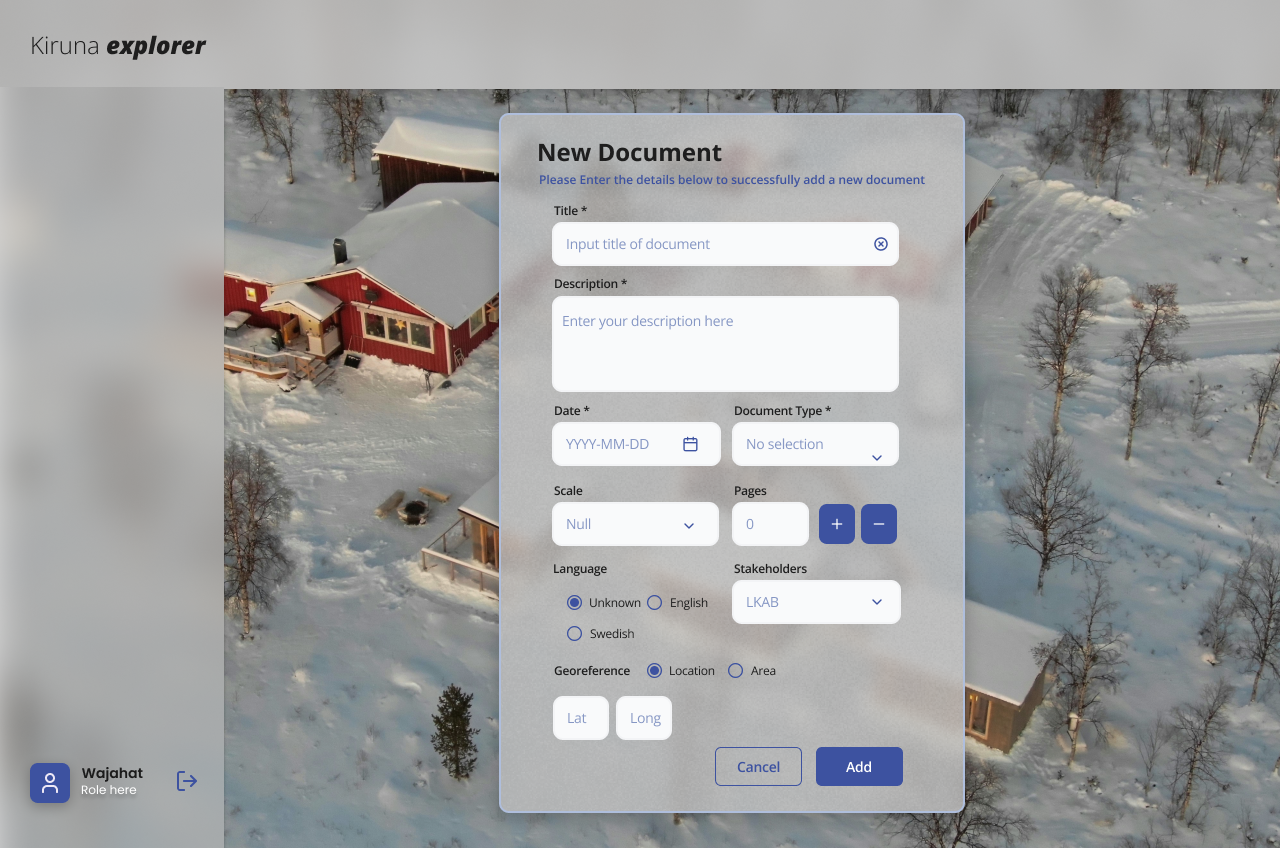 Kiruna explorer
New Document
Please Enter the details below to successfully add a new document
Title *
Input title of document
Description *
Enter your description here
Date *
Document Type *
YYYY-MM-DD
No selection
Scale
Pages
Null
0
+
−
Language
Stakeholders
Unknown
English
LKAB
Swedish
Georeference
Location
Area
Lat
Long
Wajahat
Role here
Cancel
Add